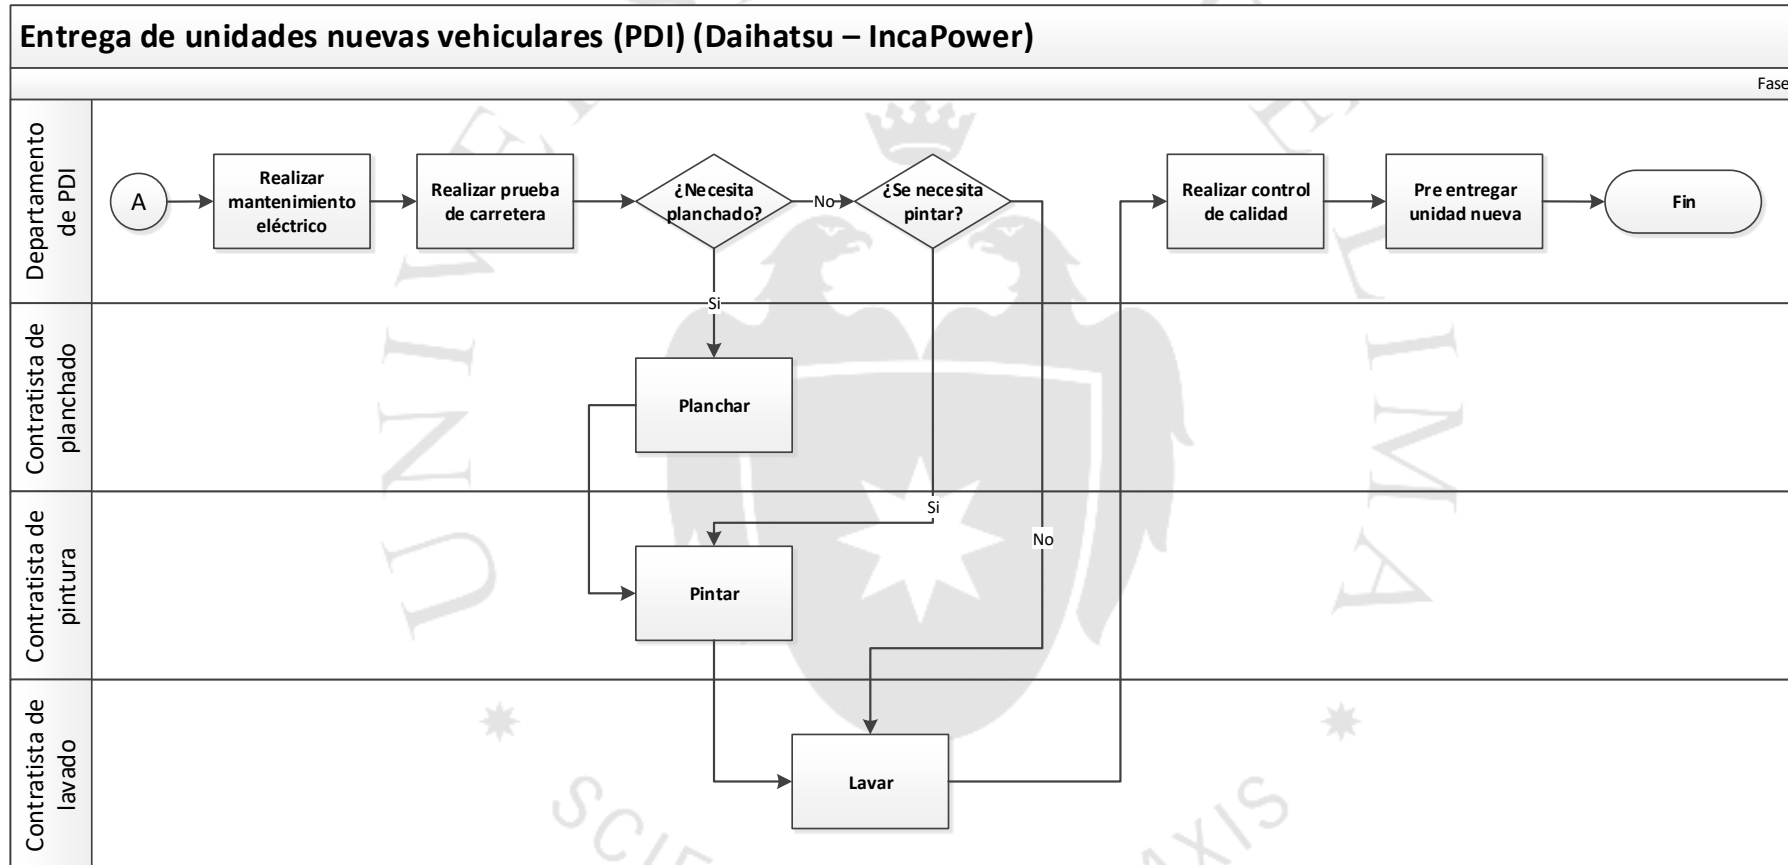 Entrega de unidades nuevas vehiculares (PDI) (Daihatsu – IncaPower)
Fase
Departamento
de PDI
A
Realizar
mantenimiento
eléctrico
Realizar prueba
de carretera
¿Necesita
planchado?
No
¿Se necesita
pintar?
Realizar control
de calidad
Pre entregar
unidad nueva
Fin
Si
Contratista de
planchado
Planchar
Contratista de
pintura
Si
No
Pintar
Contratista de
lavado
Lavar